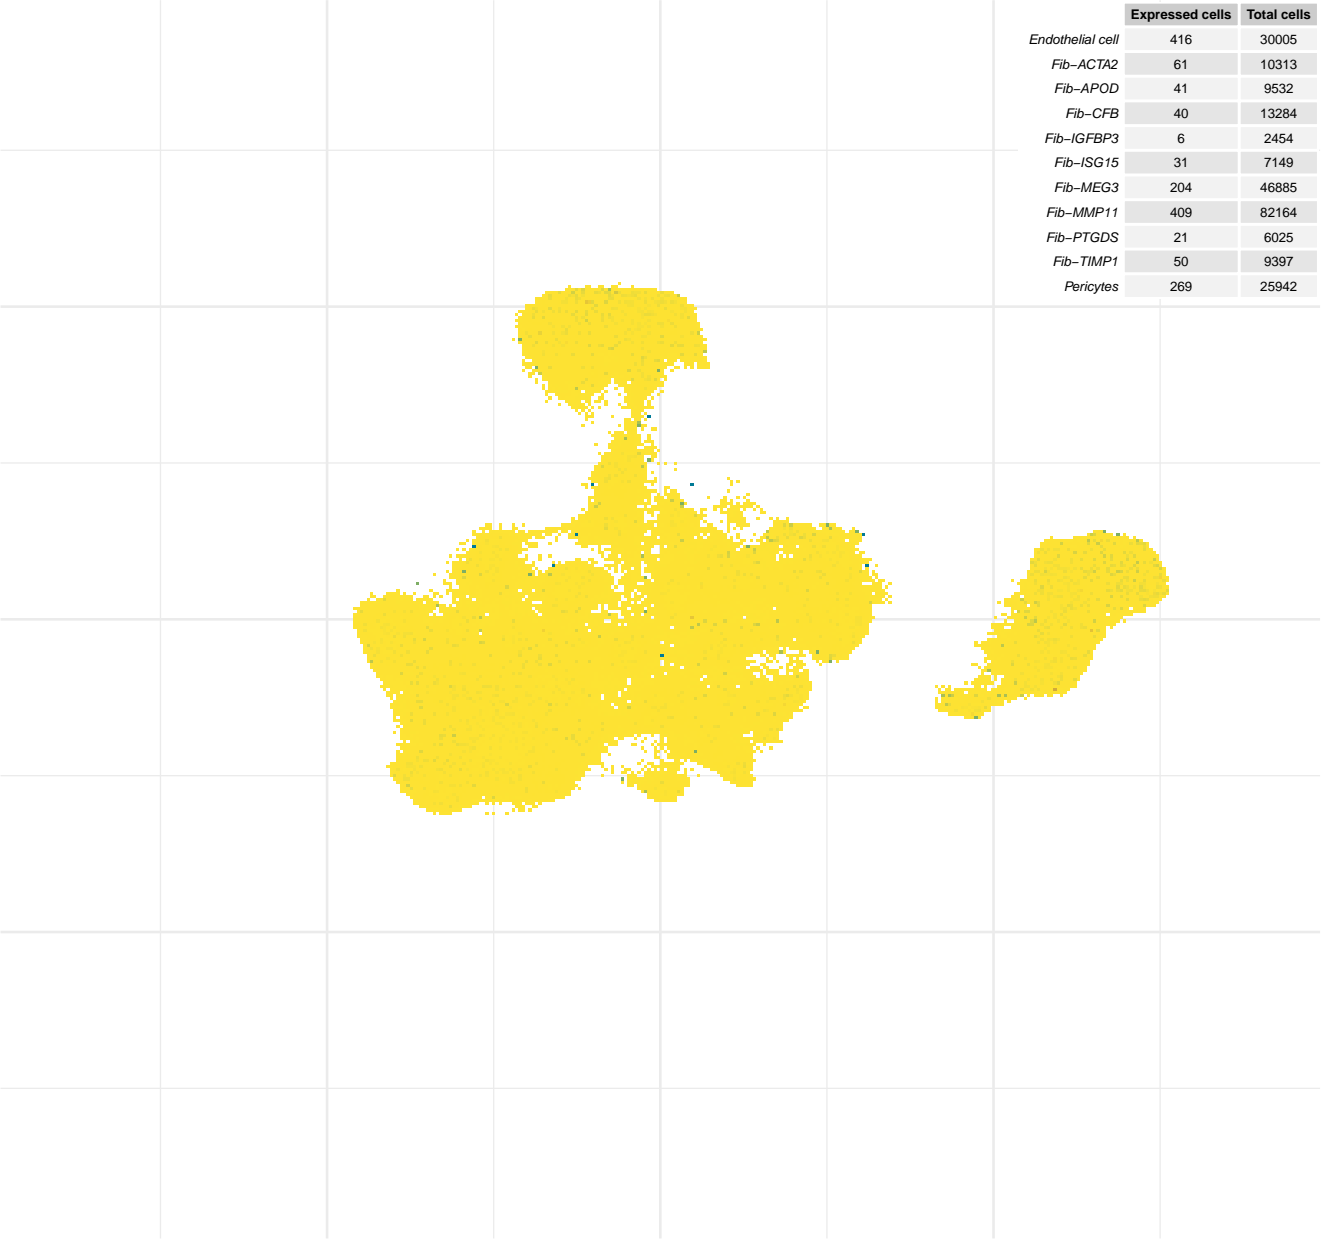 Expressed cells Total cells
Endothelial cell 416 30005
Fib−ACTA2 61 10313
Fib−APOD 41 9532
Fib−CFB 40 13284
Fib−IGFBP3 6 2454
Fib−ISG15 31 7149
Fib−MEG3 204 46885
Fib−MMP11 409 82164
Fib−PTGDS 21 6025
Fib−TIMP1 50 9397
Pericytes 269 25942